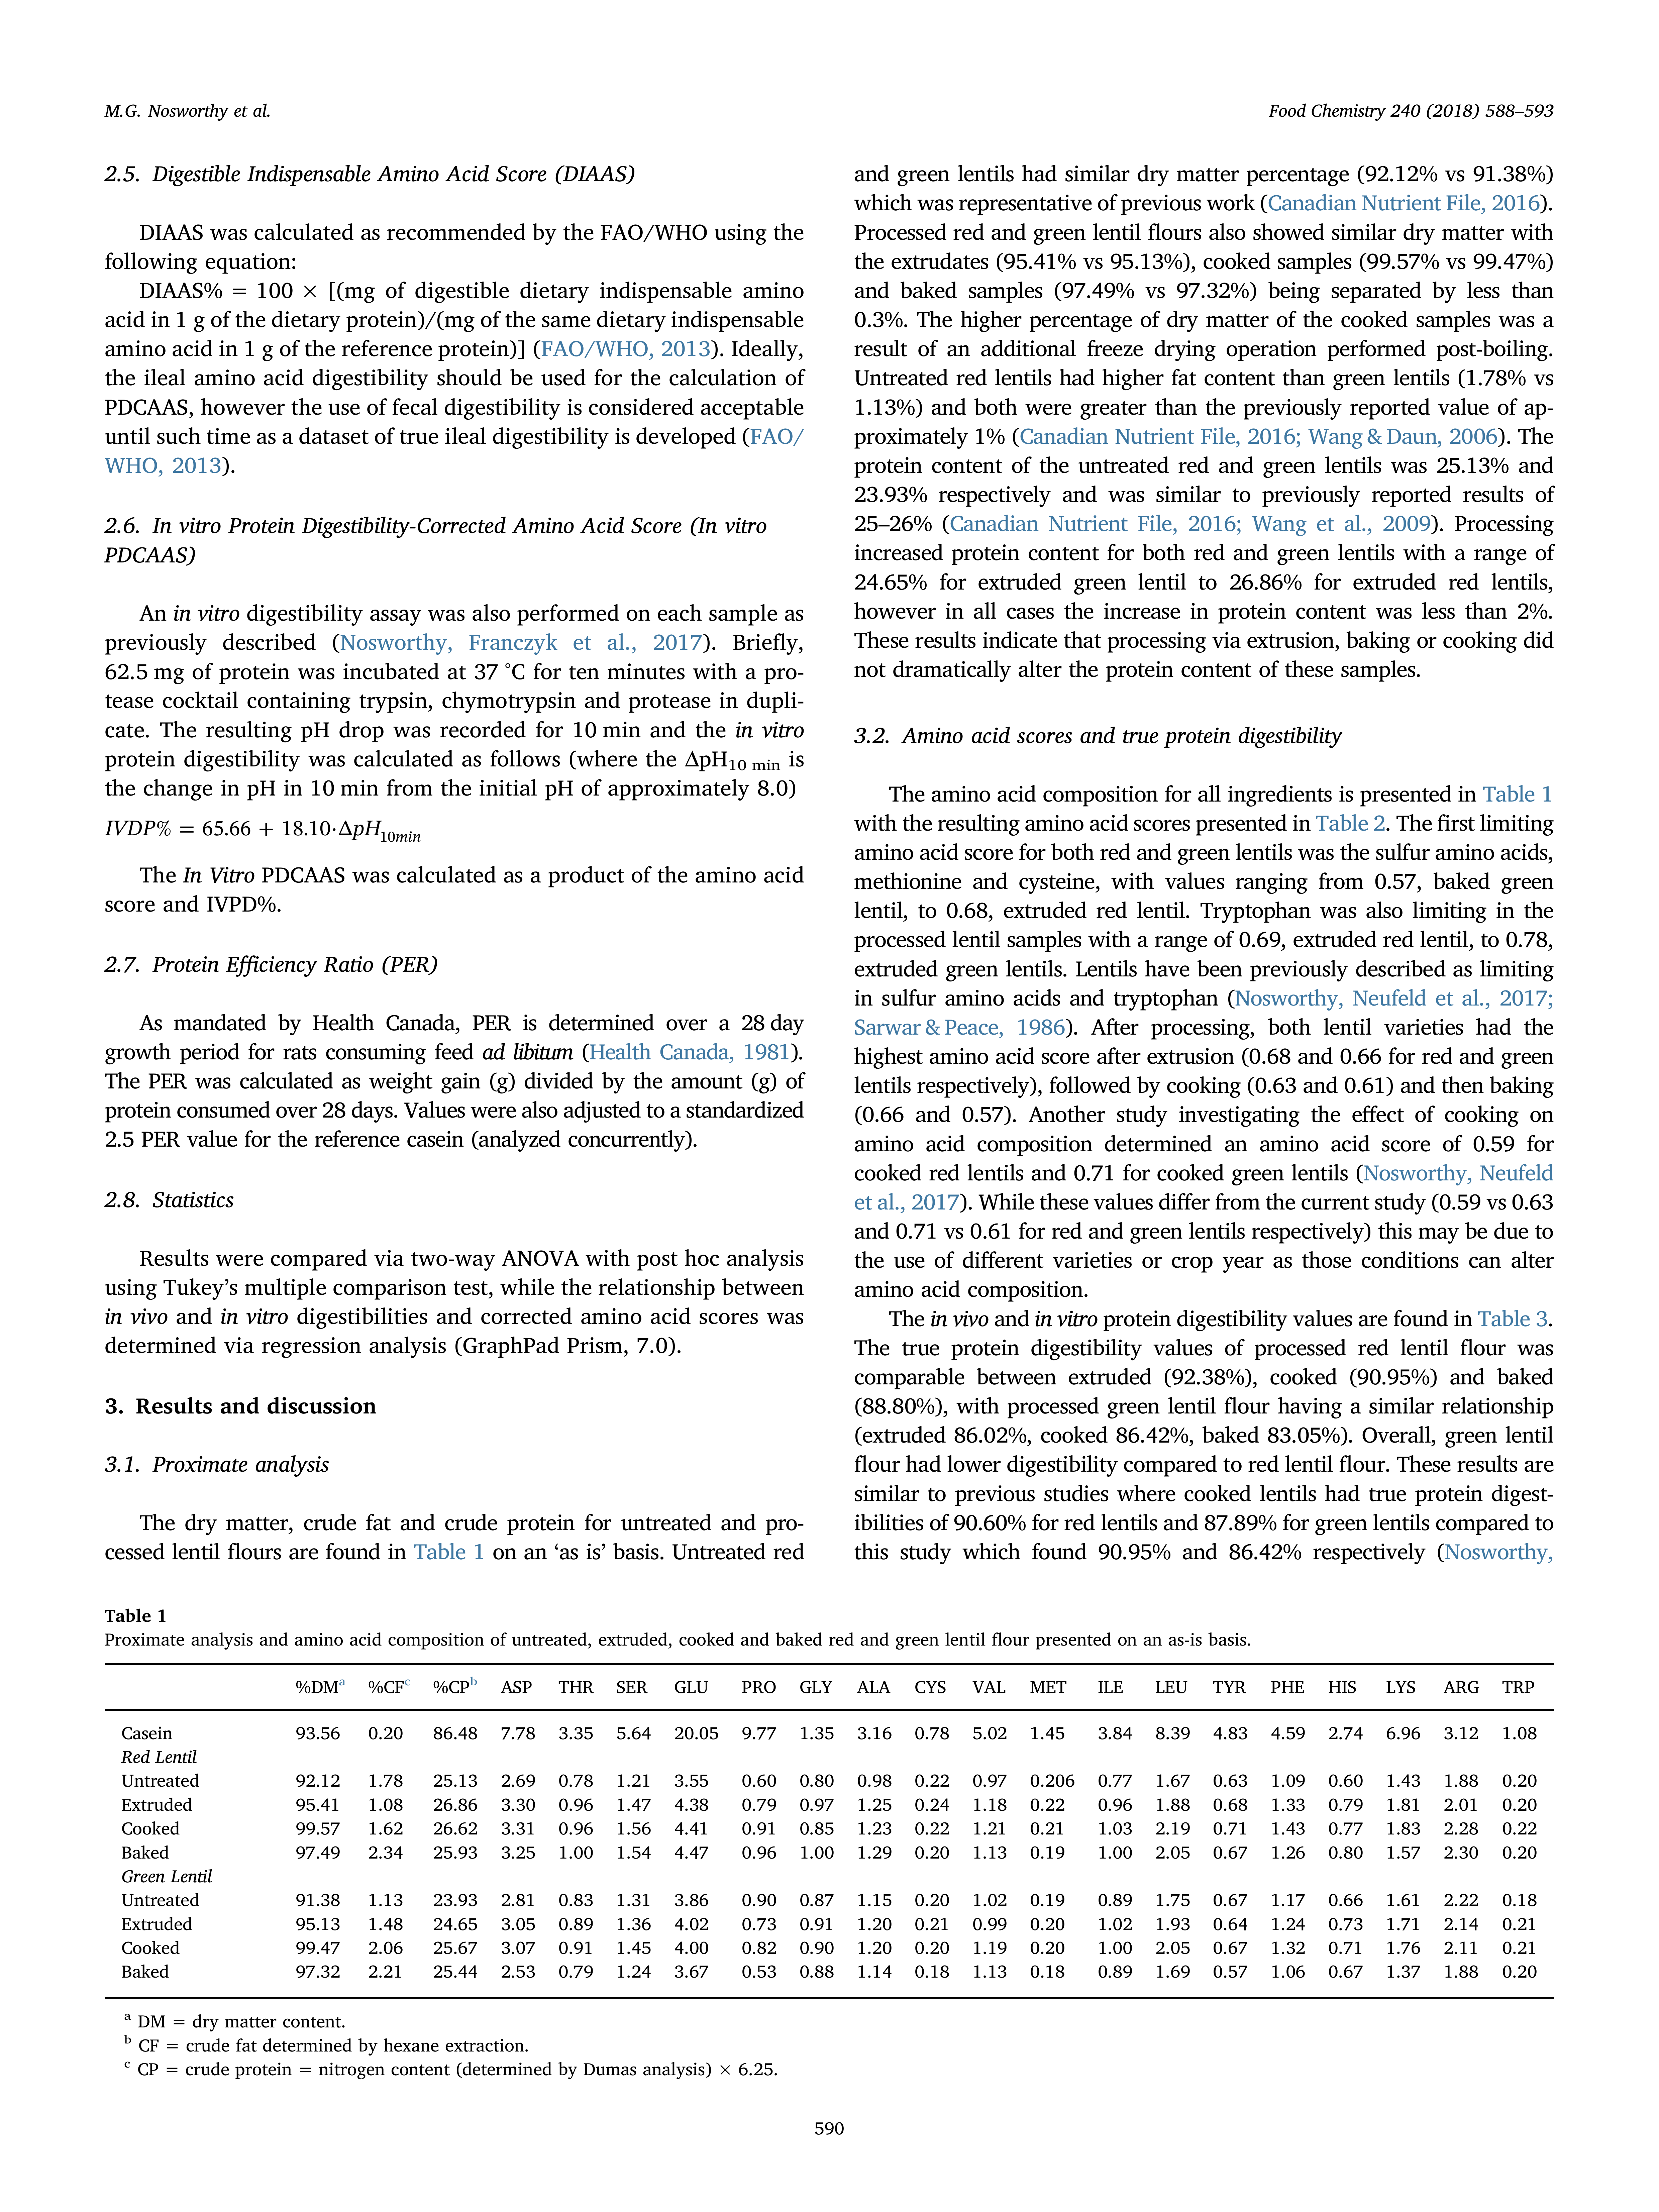 M.G. Nosworthy et al.
Food Chemistry 240 (2018) 588–593
2.5. Digestible Indispensable Amino Acid Score (DIAAS)
DIAAS was calculated as recommended by the FAO/WHO using the
following equation:
DIAAS% = 100 × [(mg of digestible dietary indispensable amino
acid in 1 g of the dietary protein)/(mg of the same dietary indispensable
amino acid in 1 g of the reference protein)] (FAO/WHO, 2013). Ideally,
the ileal amino acid digestibility should be used for the calculation of
PDCAAS, however the use of fecal digestibility is considered acceptable
until such time as a dataset of true ileal digestibility is developed (FAO/
WHO, 2013).
2.6. In vitro Protein Digestibility-Corrected Amino Acid Score (In vitro
PDCAAS)
An in vitro digestibility assay was also performed on each sample as
previously described (Nosworthy, Franczyk et al., 2017). Briefly,
62.5 mg of protein was incubated at 37 °C for ten minutes with a pro-
tease cocktail containing trypsin, chymotrypsin and protease in dupli-
cate. The resulting pH drop was recorded for 10 min and the in vitro
protein digestibility was calculated as follows (where the ΔpH10 min is
the change in pH in 10 min from the initial pH of approximately 8.0)
IVDP% = 65.66 + 18.10·ΔpH10min
The In Vitro PDCAAS was calculated as a product of the amino acid
score and IVPD%.
2.7. Protein Efficiency Ratio (PER)
As mandated by Health Canada, PER is determined over a 28 day
growth period for rats consuming feed ad libitum (Health Canada, 1981).
The PER was calculated as weight gain (g) divided by the amount (g) of
protein consumed over 28 days. Values were also adjusted to a standardized
2.5 PER value for the reference casein (analyzed concurrently).
2.8. Statistics
Results were compared via two-way ANOVA with post hoc analysis
using Tukey's multiple comparison test, while the relationship between
in vivo and in vitro digestibilities and corrected amino acid scores was
determined via regression analysis (GraphPad Prism, 7.0).
3. Results and discussion
3.1. Proximate analysis
The dry matter, crude fat and crude protein for untreated and pro-
cessed lentil flours are found in Table 1 on an 'as is' basis. Untreated red
and green lentils had similar dry matter percentage (92.12% vs 91.38%)
which was representative of previous work (Canadian Nutrient File, 2016).
Processed red and green lentil flours also showed similar dry matter with
the extrudates (95.41% vs 95.13%), cooked samples (99.57% vs 99.47%)
and baked samples (97.49% vs 97.32%) being separated by less than
0.3%. The higher percentage of dry matter of the cooked samples was a
result of an additional freeze drying operation performed post-boiling.
Untreated red lentils had higher fat content than green lentils (1.78% vs
1.13%) and both were greater than the previously reported value of ap-
proximately 1% (Canadian Nutrient File, 2016; Wang & Daun, 2006). The
protein content of the untreated red and green lentils was 25.13% and
23.93% respectively and was similar to previously reported results of
25–26% (Canadian Nutrient File, 2016; Wang et al., 2009). Processing
increased protein content for both red and green lentils with a range of
24.65% for extruded green lentil to 26.86% for extruded red lentils,
however in all cases the increase in protein content was less than 2%.
These results indicate that processing via extrusion, baking or cooking did
not dramatically alter the protein content of these samples.
3.2. Amino acid scores and true protein digestibility
The amino acid composition for all ingredients is presented in Table 1
with the resulting amino acid scores presented in Table 2. The first limiting
amino acid score for both red and green lentils was the sulfur amino acids,
methionine and cysteine, with values ranging from 0.57, baked green
lentil, to 0.68, extruded red lentil. Tryptophan was also limiting in the
processed lentil samples with a range of 0.69, extruded red lentil, to 0.78,
extruded green lentils. Lentils have been previously described as limiting
in sulfur amino acids and tryptophan (Nosworthy, Neufeld et al., 2017;
Sarwar & Peace, 1986). After processing, both lentil varieties had the
highest amino acid score after extrusion (0.68 and 0.66 for red and green
lentils respectively), followed by cooking (0.63 and 0.61) and then baking
(0.66 and 0.57). Another study investigating the effect of cooking on
amino acid composition determined an amino acid score of 0.59 for
cooked red lentils and 0.71 for cooked green lentils (Nosworthy, Neufeld
et al., 2017). While these values differ from the current study (0.59 vs 0.63
and 0.71 vs 0.61 for red and green lentils respectively) this may be due to
the use of different varieties or crop year as those conditions can alter
amino acid composition.
The in vivo and in vitro protein digestibility values are found in Table 3.
The true protein digestibility values of processed red lentil flour was
comparable between extruded (92.38%), cooked (90.95%) and baked
(88.80%), with processed green lentil flour having a similar relationship
(extruded 86.02%, cooked 86.42%, baked 83.05%). Overall, green lentil
flour had lower digestibility compared to red lentil flour. These results are
similar to previous studies where cooked lentils had true protein digest-
ibilities of 90.60% for red lentils and 87.89% for green lentils compared to
this study which found 90.95% and 86.42% respectively (Nosworthy,
Table 1
Proximate analysis and amino acid composition of untreated, extruded, cooked and baked red and green lentil flour presented on an as-is basis.
%DMa %CFc %CPb ASP THR SER GLU PRO GLY ALA CYS VAL MET ILE LEU TYR PHE HIS LYS ARG TRP
Casein 93.56 0.20 86.48 7.78 3.35 5.64 20.05 9.77 1.35 3.16 0.78 5.02 1.45 3.84 8.39 4.83 4.59 2.74 6.96 3.12 1.08
Red Lentil
Untreated 92.12 1.78 25.13 2.69 0.78 1.21 3.55 0.60 0.80 0.98 0.22 0.97 0.206 0.77 1.67 0.63 1.09 0.60 1.43 1.88 0.20
Extruded 95.41 1.08 26.86 3.30 0.96 1.47 4.38 0.79 0.97 1.25 0.24 1.18 0.22 0.96 1.88 0.68 1.33 0.79 1.81 2.01 0.20
Cooked 99.57 1.62 26.62 3.31 0.96 1.56 4.41 0.91 0.85 1.23 0.22 1.21 0.21 1.03 2.19 0.71 1.43 0.77 1.83 2.28 0.22
Baked 97.49 2.34 25.93 3.25 1.00 1.54 4.47 0.96 1.00 1.29 0.20 1.13 0.19 1.00 2.05 0.67 1.26 0.80 1.57 2.30 0.20
Green Lentil
Untreated 91.38 1.13 23.93 2.81 0.83 1.31 3.86 0.90 0.87 1.15 0.20 1.02 0.19 0.89 1.75 0.67 1.17 0.66 1.61 2.22 0.18
Extruded 95.13 1.48 24.65 3.05 0.89 1.36 4.02 0.73 0.91 1.20 0.21 0.99 0.20 1.02 1.93 0.64 1.24 0.73 1.71 2.14 0.21
Cooked 99.47 2.06 25.67 3.07 0.91 1.45 4.00 0.82 0.90 1.20 0.20 1.19 0.20 1.00 2.05 0.67 1.32 0.71 1.76 2.11 0.21
Baked 97.32 2.21 25.44 2.53 0.79 1.24 3.67 0.53 0.88 1.14 0.18 1.13 0.18 0.89 1.69 0.57 1.06 0.67 1.37 1.88 0.20
a DM = dry matter content.
b CF = crude fat determined by hexane extraction.
c CP = crude protein = nitrogen content (determined by Dumas analysis) × 6.25.
590